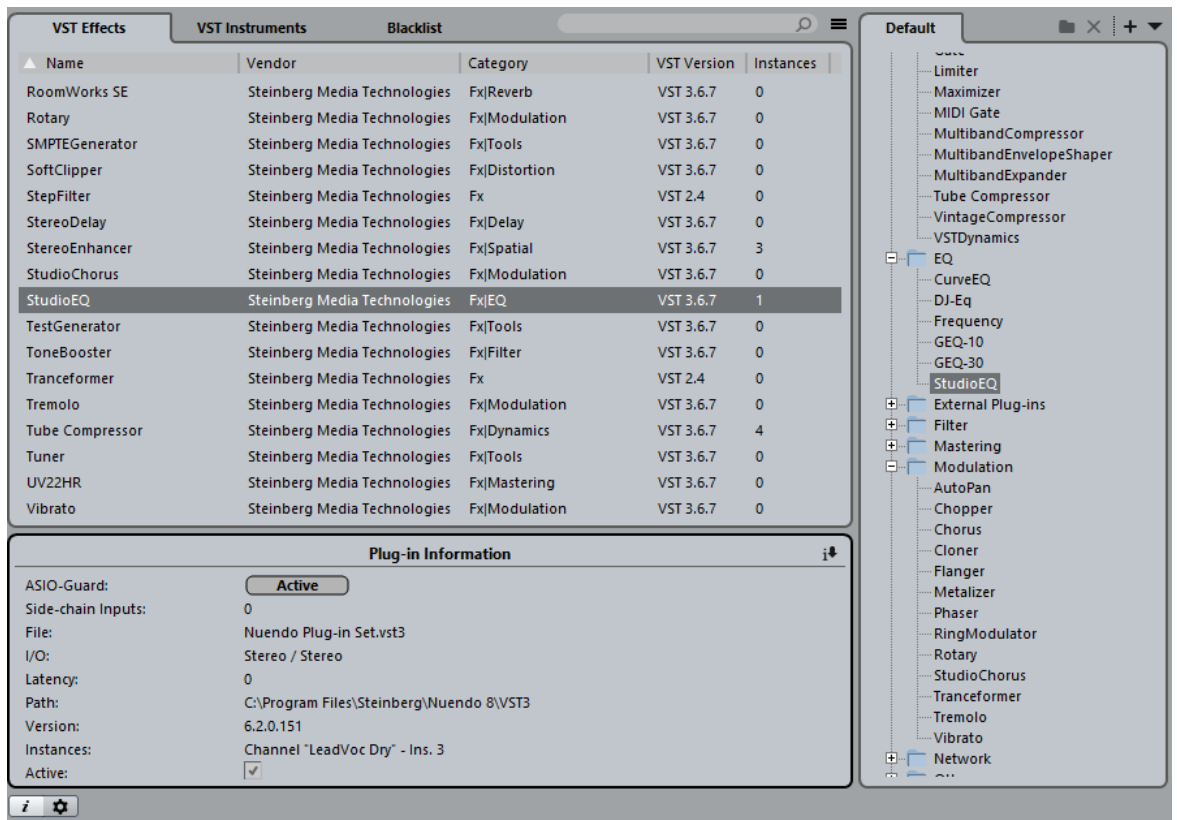 VST Effects VST Instruments Blacklist
Name Vendor Category VST Version Instances
RoomWorks SE Steinberg Media Technologies Fx|Reverb VST 3.6.7 0
Rotary Steinberg Media Technologies Fx|Modulation VST 3.6.7 0
SMPTEGenerator Steinberg Media Technologies Fx|Tools VST 3.6.7 0
SoftClipper Steinberg Media Technologies Fx|Distortion VST 3.6.7 0
StepFilter Steinberg Media Technologies Fx VST 2.4 0
StereoDelay Steinberg Media Technologies Fx|Delay VST 3.6.7 0
StereoEnhancer Steinberg Media Technologies Fx|Spatial VST 3.6.7 3
StudioChorus Steinberg Media Technologies Fx|Modulation VST 3.6.7 0
StudioEQ Steinberg Media Technologies Fx|EQ VST 3.6.7 1
TestGenerator Steinberg Media Technologies Fx|Tools VST 3.6.7 0
ToneBooster Steinberg Media Technologies Fx|Filter VST 3.6.7 0
Tranceformer Steinberg Media Technologies Fx VST 2.4 0
Tremolo Steinberg Media Technologies Fx|Modulation VST 3.6.7 0
Tube Compressor Steinberg Media Technologies Fx|Dynamics VST 3.6.7 4
Tuner Steinberg Media Technologies Fx|Tools VST 3.6.7 0
UV22HR Steinberg Media Technologies Fx|Mastering VST 3.6.7 0
Vibrato Steinberg Media Technologies Fx|Modulation VST 3.6.7 0
Plug-in Information
ASIO-Guard: Active
Side-chain Inputs: 0
File: Nuendo Plug-in Set.vst3
I/O: Stereo / Stereo
Latency: 0
Path: C:\Program Files\Steinberg\Nuendo 8\VST3
Version: 6.2.0.151
Instances: Channel "LeadVoc Dry" - Ins. 3
Active:
i
Default
Limiter
Maximizer
MIDI Gate
MultibandCompressor
MultibandEnvelopeShaper
MultibandExpander
Tube Compressor
VintageCompressor
VSTDynamics
EQ
CurveEQ
DJ-Eq
Frequency
GEQ-10
GEQ-30
StudioEQ
External Plug-ins
Filter
Mastering
Modulation
AutoPan
Chopper
Chorus
Cloner
Flanger
Metalizer
Phaser
RingModulator
Rotary
StudioChorus
Tranceformer
Tremolo
Vibrato
Network